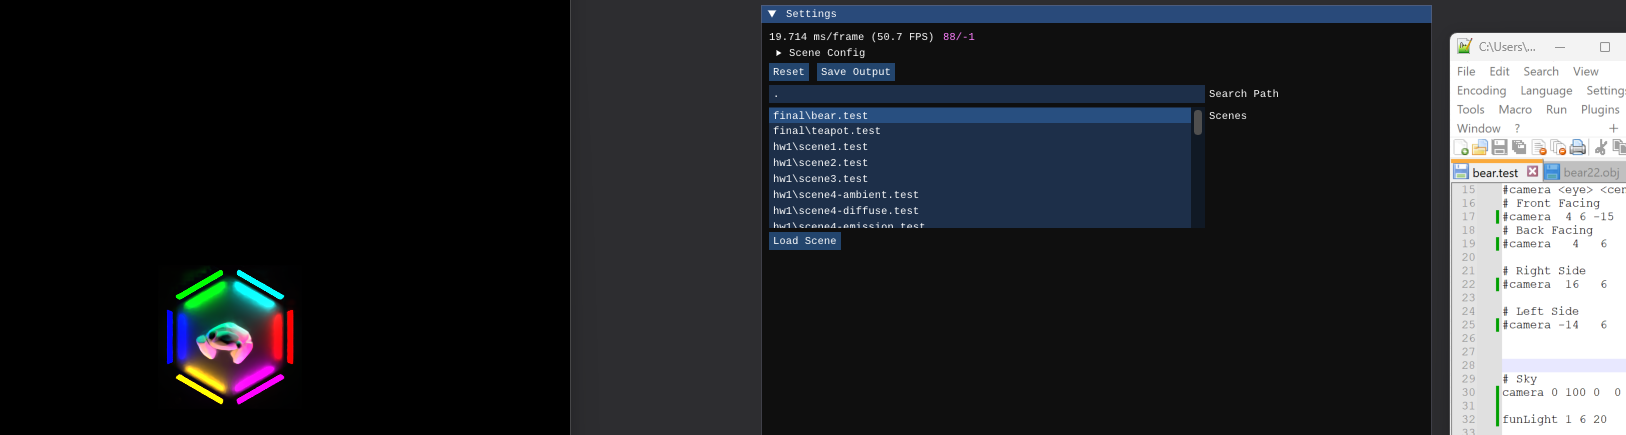 Settings
19.714 ms/frame (50.7 FPS) 88/-1
Scene Config
Reset Save Output
. Search Path
final\bear.test Scenes
final\teapot.test
hw1\scene1.test
hw1\scene2.test
hw1\scene3.test
hw1\scene4-ambient.test
hw1\scene4-diffuse.test
hw1\scene4-emission.test
Load Scene
C:\Users\...
File Edit Search View
Encoding Language Settings
Tools Macro Run Plugins
Window ? +
bear.test bear22.obj
15 #camera <eye> <cen
16 # Front Facing
17 #camera 4 6 -15
18 # Back Facing
19 #camera 4 6
20
21 # Right Side
22 #camera 16 6
23
24 # Left Side
25 #camera -14 6
26
27
28
29 # Sky
30 camera 0 100 0 0
31
32 funLight 1 6 20
33